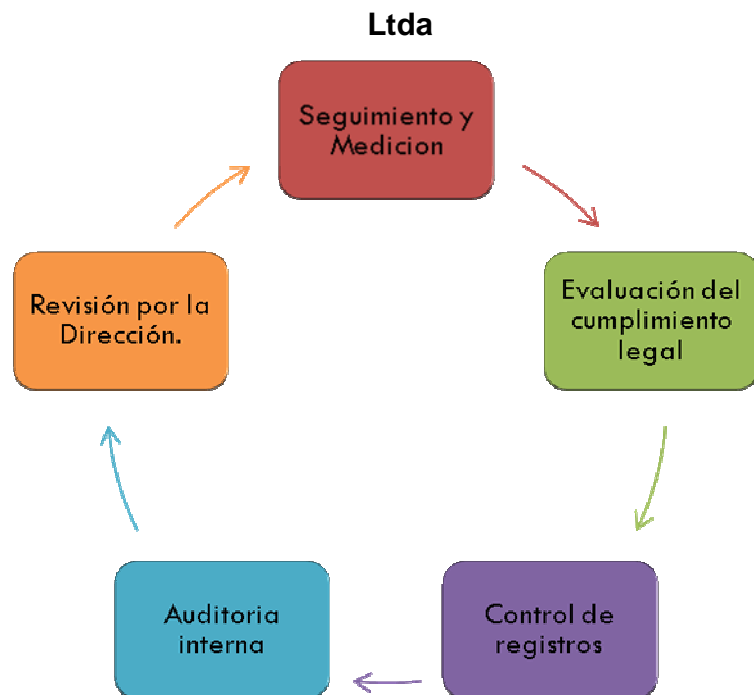 Ltda
Seguimiento y
Medicion
Evaluación del
cumplimiento
legal
Control de
registros
Auditoria
interna
Revisión por la
Dirección.